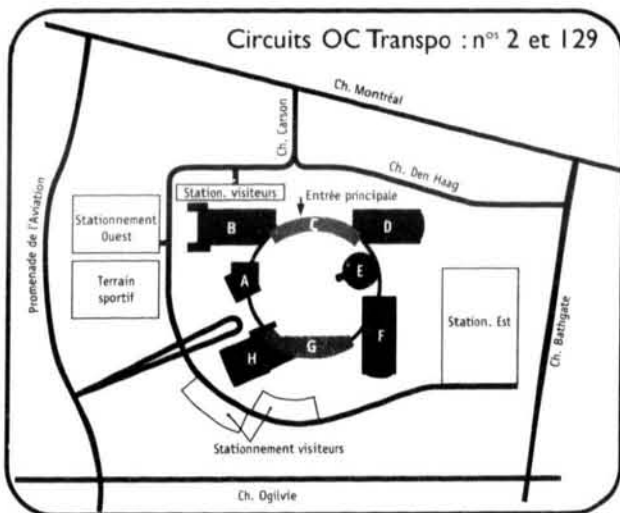 Circuits OC Transpo : nos 2 et 129
Ch. Montréal
Ch. Carson
Ch. Den Haag
Station. visiteurs
Entrée principale
Stationnement
Ouest
B
C
D
Promenade de l'Aviation
Terrain
sportif
A
E
Station. Est
Ch. Bathgate
F
H
G
Stationnement visiteurs
Ch. Ogilvie